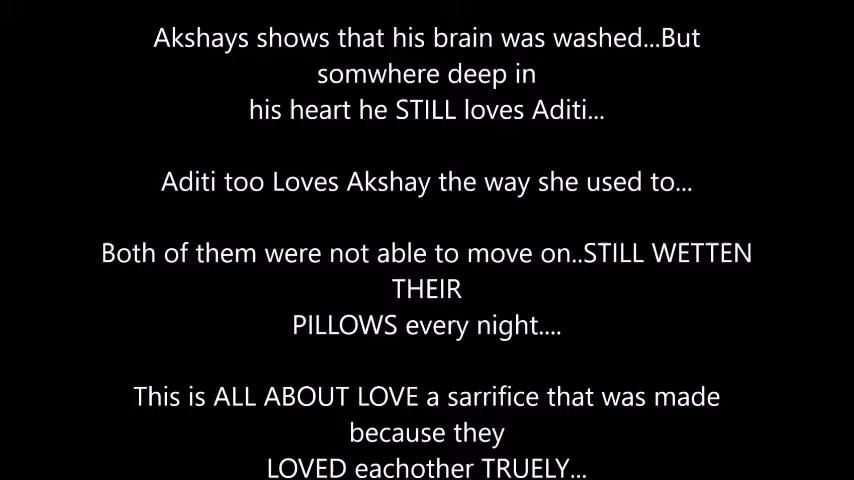 Akshays shows that his brain was washed...But
somwhere deep in
his heart he STILL loves Aditi...
Aditi too Loves Akshay the way she used to...
Both of them were not able to move on..STILL WETTEN
THEIR
PILLOWS every night....
This is ALL ABOUT LOVE a sarrifice that was made
because they
LOVED eachother TRUELY...